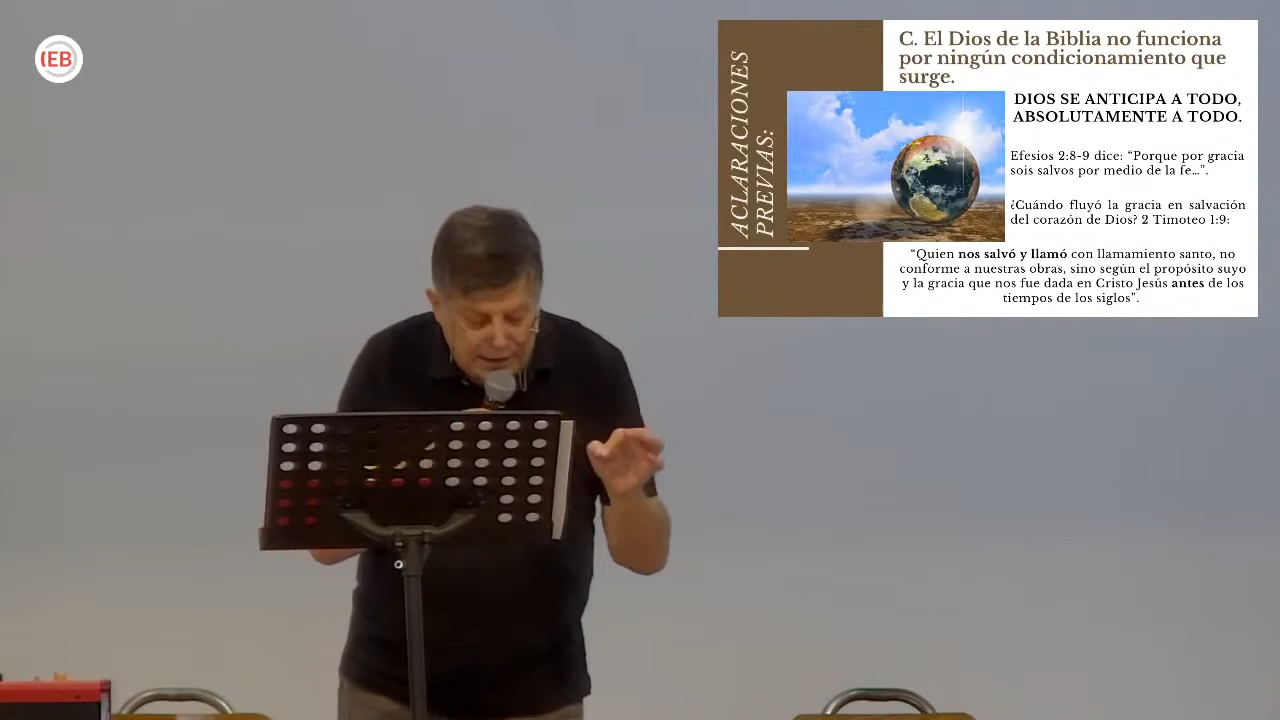 IEB
ACLARACIONES
PREVIAS:
C. El Dios de la Biblia no funciona
por ningún condicionamiento que
surge.
DIOS SE ANTICIPA A TODO,
ABSOLUTAMENTE A TODO.
Efesios 2:8-9 dice: “Porque por gracia
sois salvos por medio de la fe...” .
¿Cuándo fluyó la gracia en salvación
del corazón de Dios? 2 Timoteo 1:9:
“Quien nos salvó y llamó con llamamiento santo, no
conforme a nuestras obras, sino según el propósito suyo
y la gracia que nos fue dada en Cristo Jesús antes de los
tiempos de los siglos”.